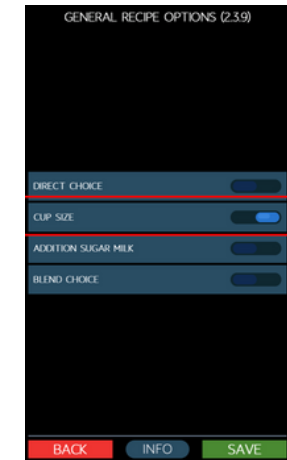 GENERAL RECIPE OPTIONS (2.3.9)
DIRECT CHOICE
CUP SIZE
ADDITION SUGAR MILK
BLEND CHOICE
BACK
INFO
SAVE